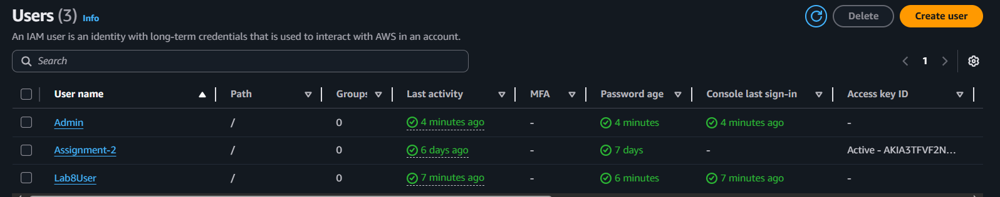 Users (3) Info
Delete
Create user
An IAM user is an identity with long-term credentials that is used to interact with AWS in an account.
Search
1
User name Path Groups Last activity MFA Password age Console last sign-in Access key ID
Admin / 0 4 minutes ago - 4 minutes 4 minutes ago -
Assignment-2 / 0 6 days ago - 7 days - Active - AKIA3TFVF2N...
Lab8User / 0 7 minutes ago - 6 minutes 7 minutes ago -